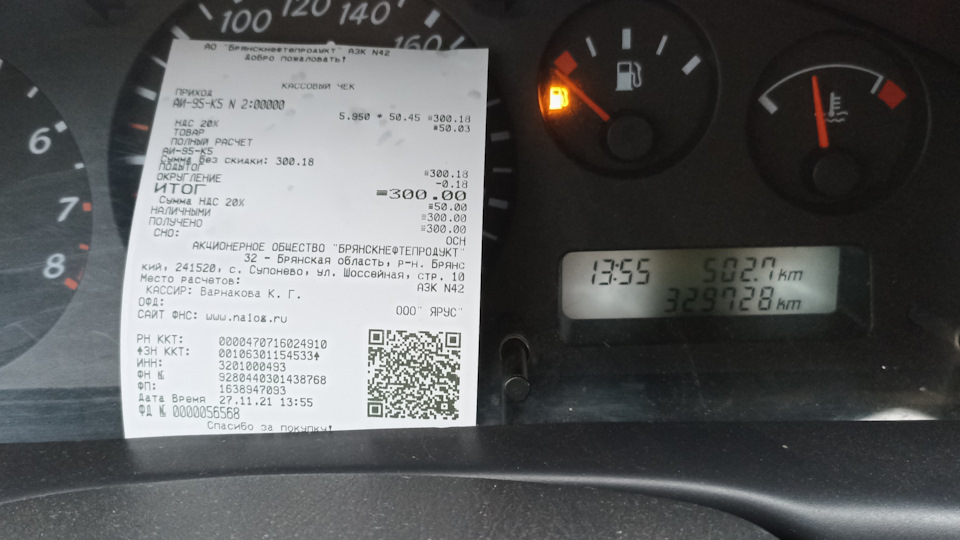 100 120 140 160
АО "Брянскнефтепродукт" АЗК N42
Добро пожаловать!
КАССОВЫЙ ЧЕК
ПРИХОД
АИ-95-К5 N 2:00000
5.950 * 50.45 =300.18
НДС 20% =50.03
ТОВАР
ПОЛНЫЙ РАСЧЕТ
АИ-95-К5
Сумма без скидки: 300.18
ПОДЫТОГ =300.18
ОКРУГЛЕНИЕ -0.18
ИТОГ =300.00
Сумма НДС 20% =50.00
НАЛИЧНЫМИ =300.00
ПОЛУЧЕНО =300.00
СНО: ОСН
АКЦИОНЕРНОЕ ОБЩЕСТВО "БРЯНСКНЕФТЕПРОДУКТ"
32 - Брянская область, р-н. Брянс
кий, 241520, с. Супонево, ул. Шоссейная, стр. 10
Место расчетов: АЗК N42
КАССИР: Варнакова К. Г.
ОФД: ООО" ЯРУС"
САЙТ ФНС: www.nalog.ru
РН ККТ: 0000470716024910
ЗН ККТ: 00106301154533
ИНН: 3201000493
ФН № 9280440301438768
ФП: 1638947093
Дата Время 27.11.21 13:55
ФД № 0000056568
Спасибо за покупку!
6
7
8
13:55 502.7 km
329728 km